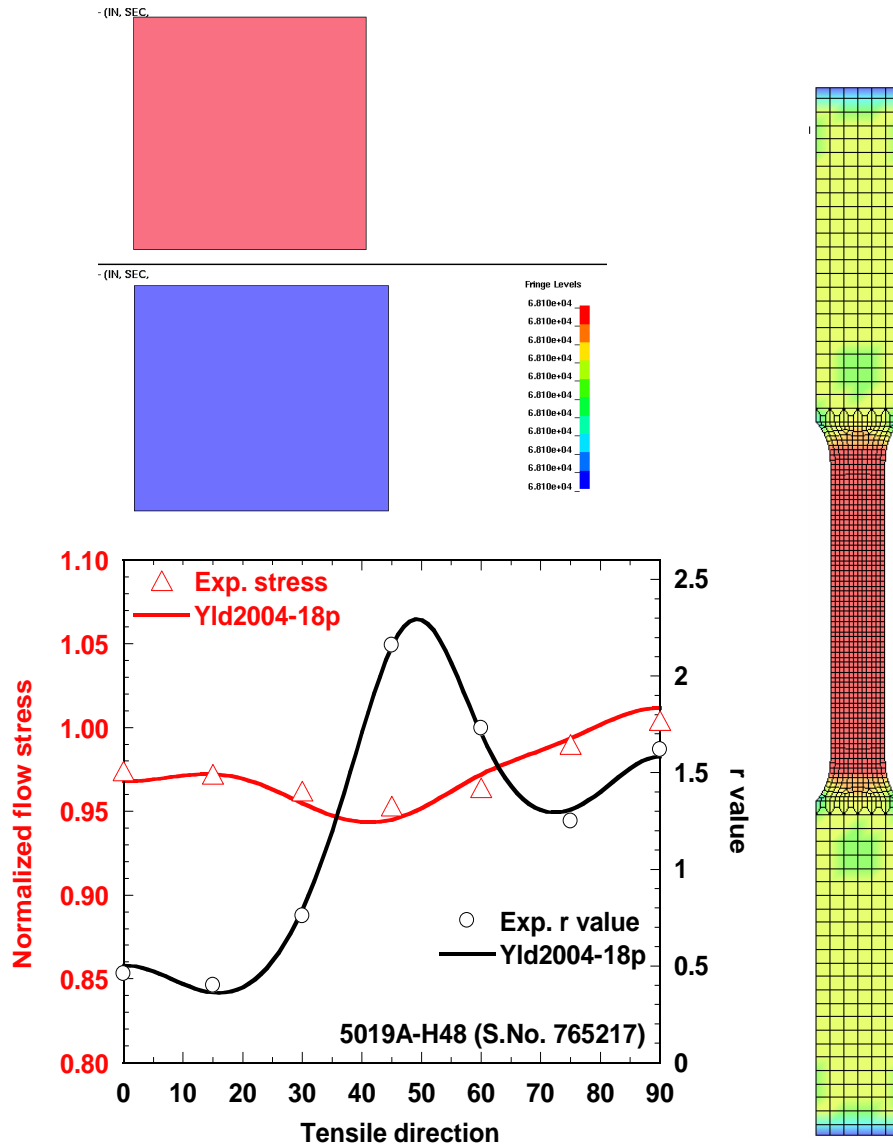 - (IN, SEC,
- (IN, SEC,
Fringe Levels
6.810e+04
6.810e+04
6.810e+04
6.810e+04
6.810e+04
6.810e+04
6.810e+04
6.810e+04
6.810e+04
6.810e+04
6.810e+04
1.10
1.05
1.00
0.95
0.90
0.85
0.80
Normalized flow stress
Exp. stress
Yld2004-18p
2.5
2
1.5
1
0.5
0
r value
Exp. r value
Yld2004-18p
5019A-H48 (S.No. 765217)
0 10 20 30 40 50 60 70 80 90
Tensile direction